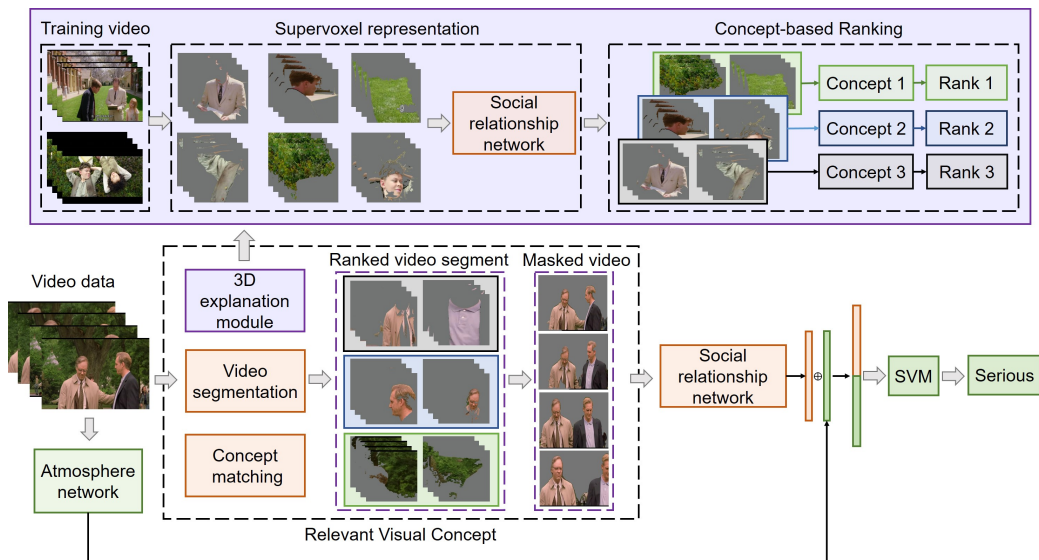 Training video
Supervoxel representation
Concept-based Ranking
Social
relationship
network
Concept 1
Rank 1
Concept 2
Rank 2
Concept 3
Rank 3
Video data
3D
explanation
module
Video
segmentation
Concept
matching
Ranked video segment
Masked video
Social
relationship
network
⊕
SVM
Serious
Atmosphere
network
Relevant Visual Concept